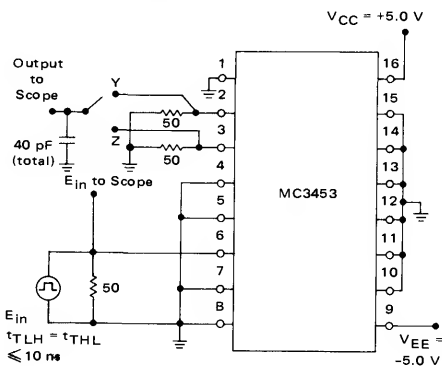 VCC = +5.0 V
Output
to
Scope
Y
Z
50
50
40 pF
(total)
Ein to Scope
1
2
3
4
5
6
7
8
MC3453
16
15
14
13
12
11
10
9
50
Ein
tTLH = tTHL
≤ 10 ns
VEE =
-5.0 V